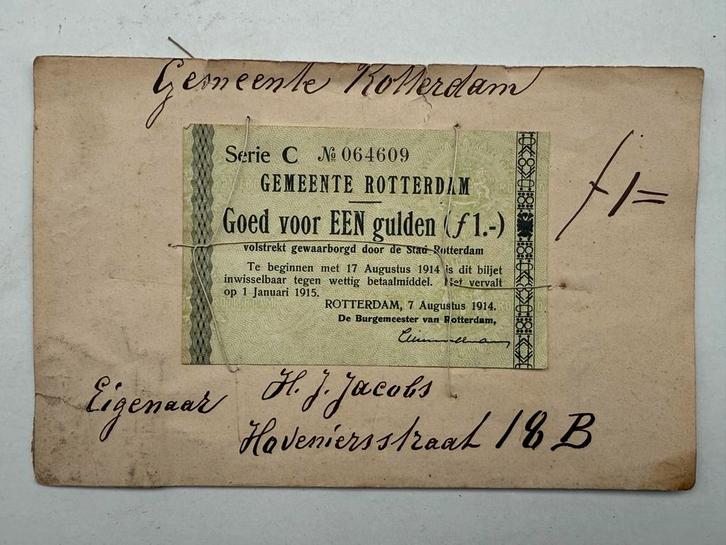 Gemeente Rotterdam
Serie C № 064609
GEMEENTE ROTTERDAM
Goed voor EEN gulden (ƒ 1.-)
volstrekt gewaarborgd door de Stad Rotterdam
Te beginnen met 17 Augustus 1914 is dit biljet
inwisselbaar tegen wettig betaalmiddel. Het vervalt
op 1 Januari 1915.
ROTTERDAM, 7 Augustus 1914.
De Burgemeester van Rotterdam,
ƒ 1=
Eigenaar H. J. Jacobs
Hoveniersstraat 18 B